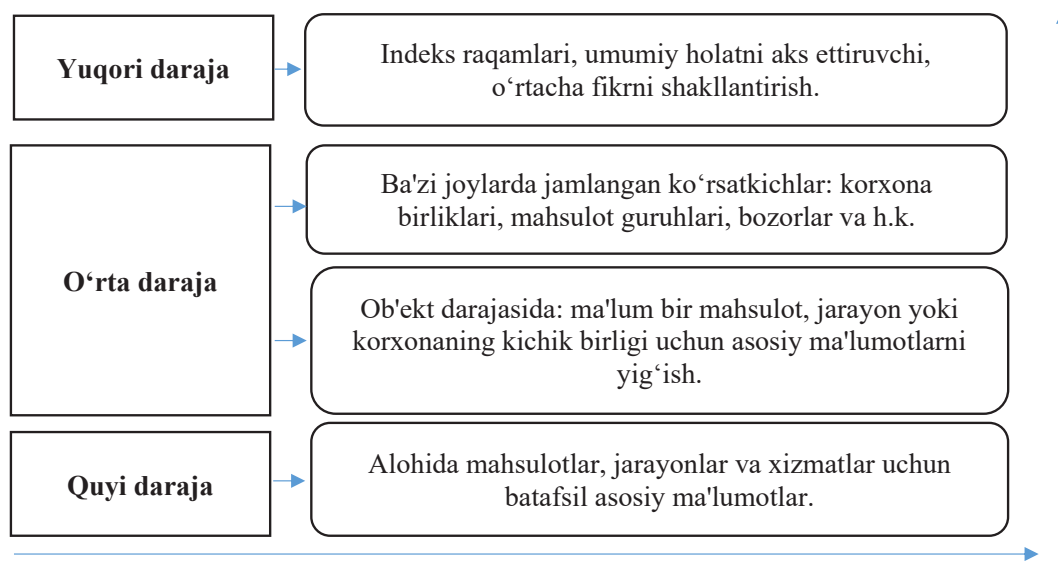 Yuqori daraja
Indeks raqamlari, umumiy holatni aks ettiruvchi,
o‘rtacha fikrni shakllantirish.
O‘rta daraja
Ba'zi joylarda jamlangan ko‘rsatkichlar: korxona
birliklari, mahsulot guruhlari, bozorlar va h.k.
Ob'ekt darajasida: ma'lum bir mahsulot, jarayon yoki
korxonaning kichik birligi uchun asosiy ma'lumotlarni
yig‘ish.
Quyi daraja
Alohida mahsulotlar, jarayonlar va xizmatlar uchun
batafsil asosiy ma'lumotlar.